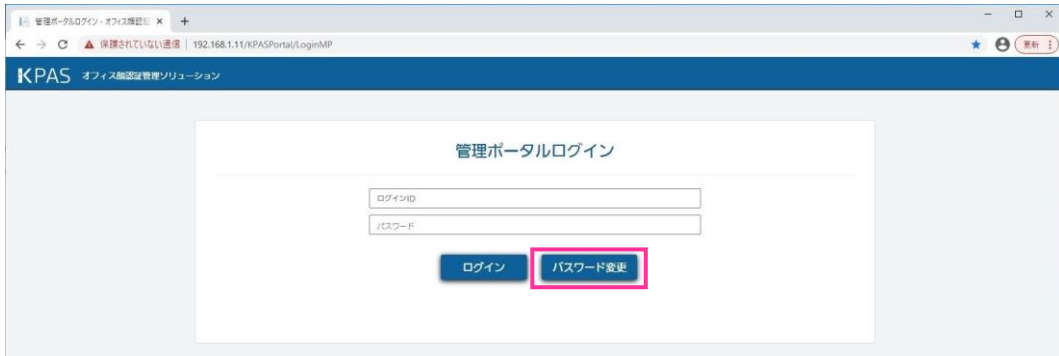 管理ポータルログイン - オフィス顔認証
保護されていない通信 | 192.168.1.11/KPASPortal/LoginMP
更新
KPAS オフィス顔認証管理ソリューション
管理ポータルログイン
ログインID
パスワード
ログイン パスワード変更